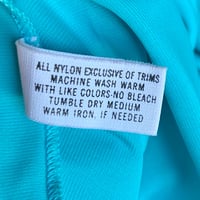 ALL NYLON EXCLUSIVE OF TRIMS
MACHINE WASH WARM
WITH LIKE COLORS·NO BLEACH
TUMBLE DRY MEDIUM
WARM IRON, IF NEEDED